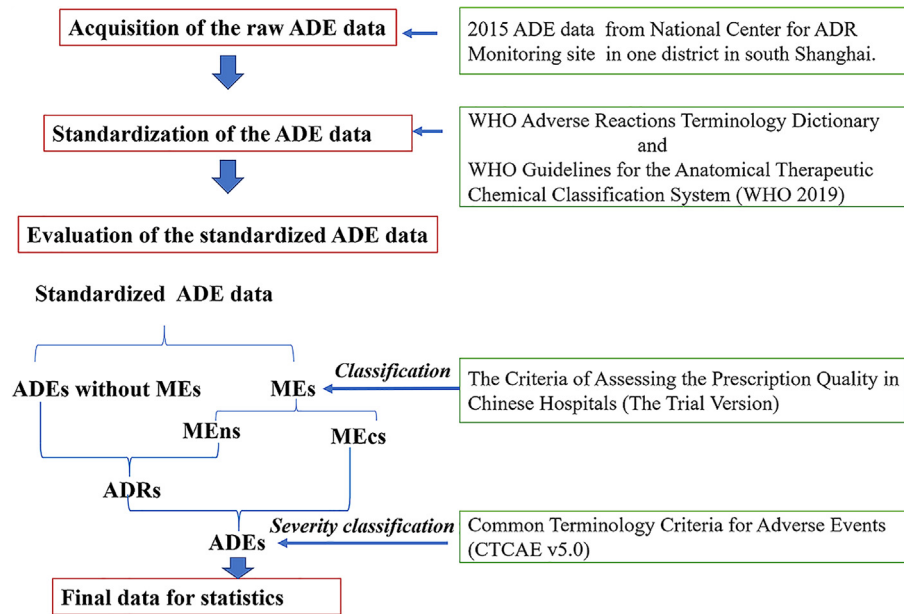 Acquisition of the raw ADE data
2015 ADE data from National Center for ADR
Monitoring site in one district in south Shanghai.
Standardization of the ADE data
WHO Adverse Reactions Terminology Dictionary
and
WHO Guidelines for the Anatomical Therapeutic
Chemical Classification System (WHO 2019)
Evaluation of the standardized ADE data
Standardized ADE data
ADEs without MEs
MEs
Classification
The Criteria of Assessing the Prescription Quality in
Chinese Hospitals (The Trial Version)
MEns
MEcs
ADRs
ADEs
Severity classification
Common Terminology Criteria for Adverse Events
(CTCAE v5.0)
Final data for statistics